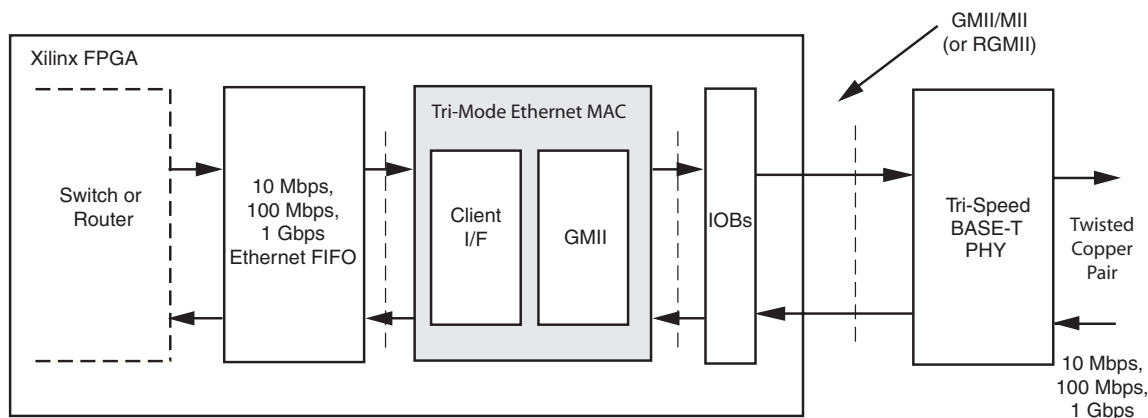 GMII/MII
(or RGMII)
Xilinx FPGA
Tri-Mode Ethernet MAC
Switch or
Router
10 Mbps,
100 Mbps,
1 Gbps
Ethernet FIFO
Client
I/F
GMII
IOBs
Tri-Speed
BASE-T
PHY
Twisted
Copper
Pair
10 Mbps,
100 Mbps,
1 Gbps